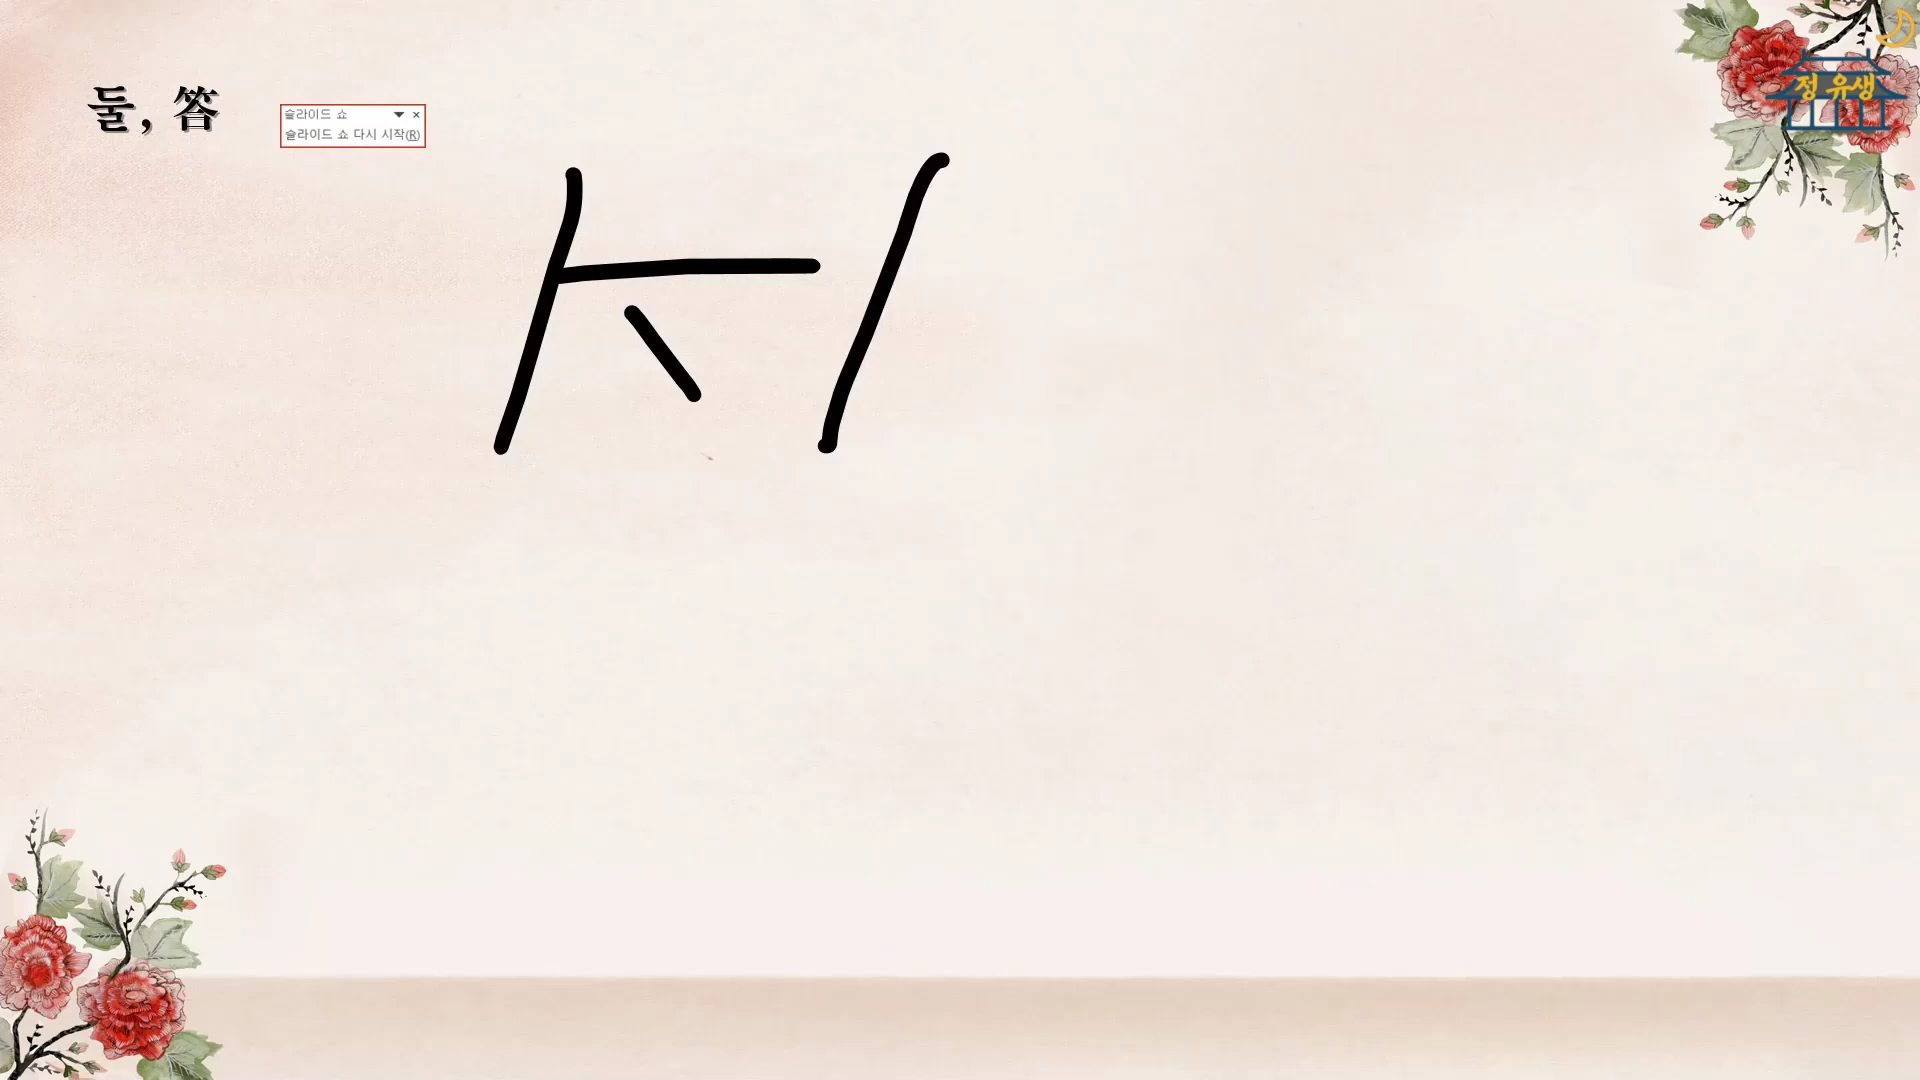 둘, 答
슬라이드 쇼
슬라이드 쇼 다시 시작(R)
정유생